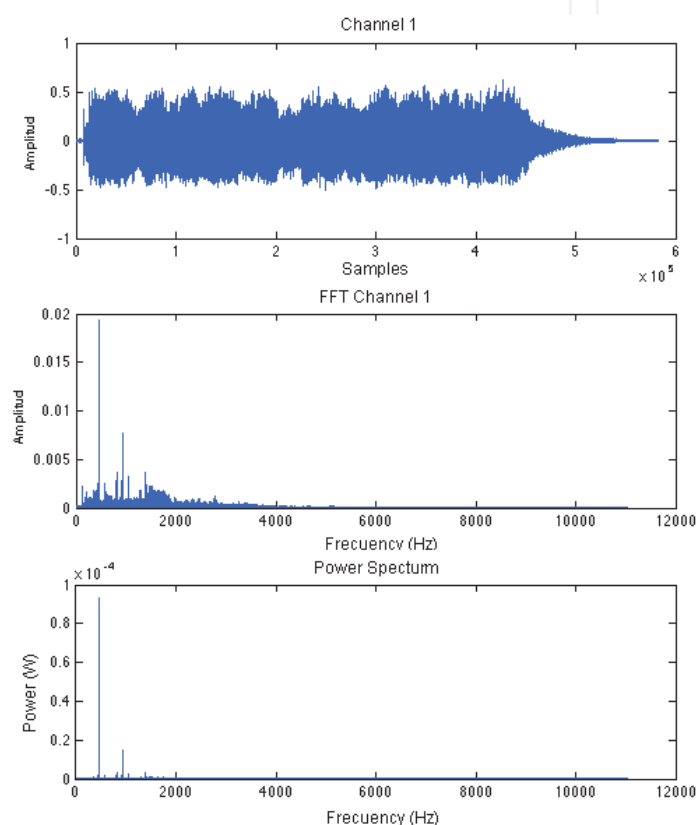 Channel 1
1
0.5
0
-0.5
-1
Amplitud
0 1 2 3 4 5 6
Samples
x 10^5
FFT Channel 1
0.02
0.015
0.01
0.005
0
Amplitud
0 2000 4000 6000 8000 10000 12000
Frecuency (Hz)
Power Specturm
x 10^-4
1
0.8
0.6
0.4
0.2
0
Power (W)
0 2000 4000 6000 8000 10000 12000
Frecuency (Hz)